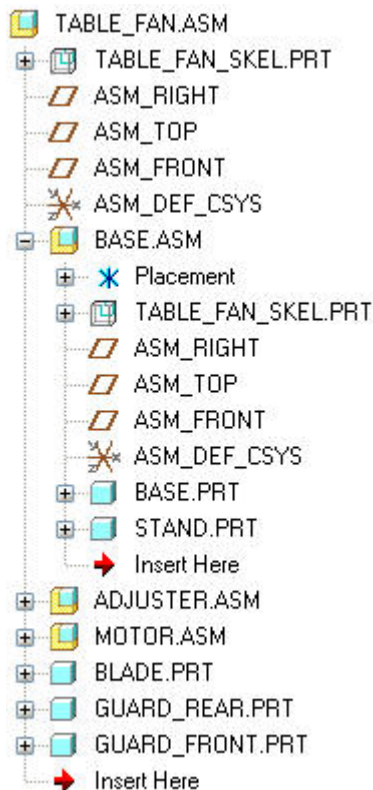 TABLE_FAN.ASM
TABLE_FAN_SKEL.PRT
ASM_RIGHT
ASM_TOP
ASM_FRONT
ASM_DEF_CSYS
BASE.ASM
Placement
TABLE_FAN_SKEL.PRT
ASM_RIGHT
ASM_TOP
ASM_FRONT
ASM_DEF_CSYS
BASE.PRT
STAND.PRT
Insert Here
ADJUSTER.ASM
MOTOR.ASM
BLADE.PRT
GUARD_REAR.PRT
GUARD_FRONT.PRT
Insert Here